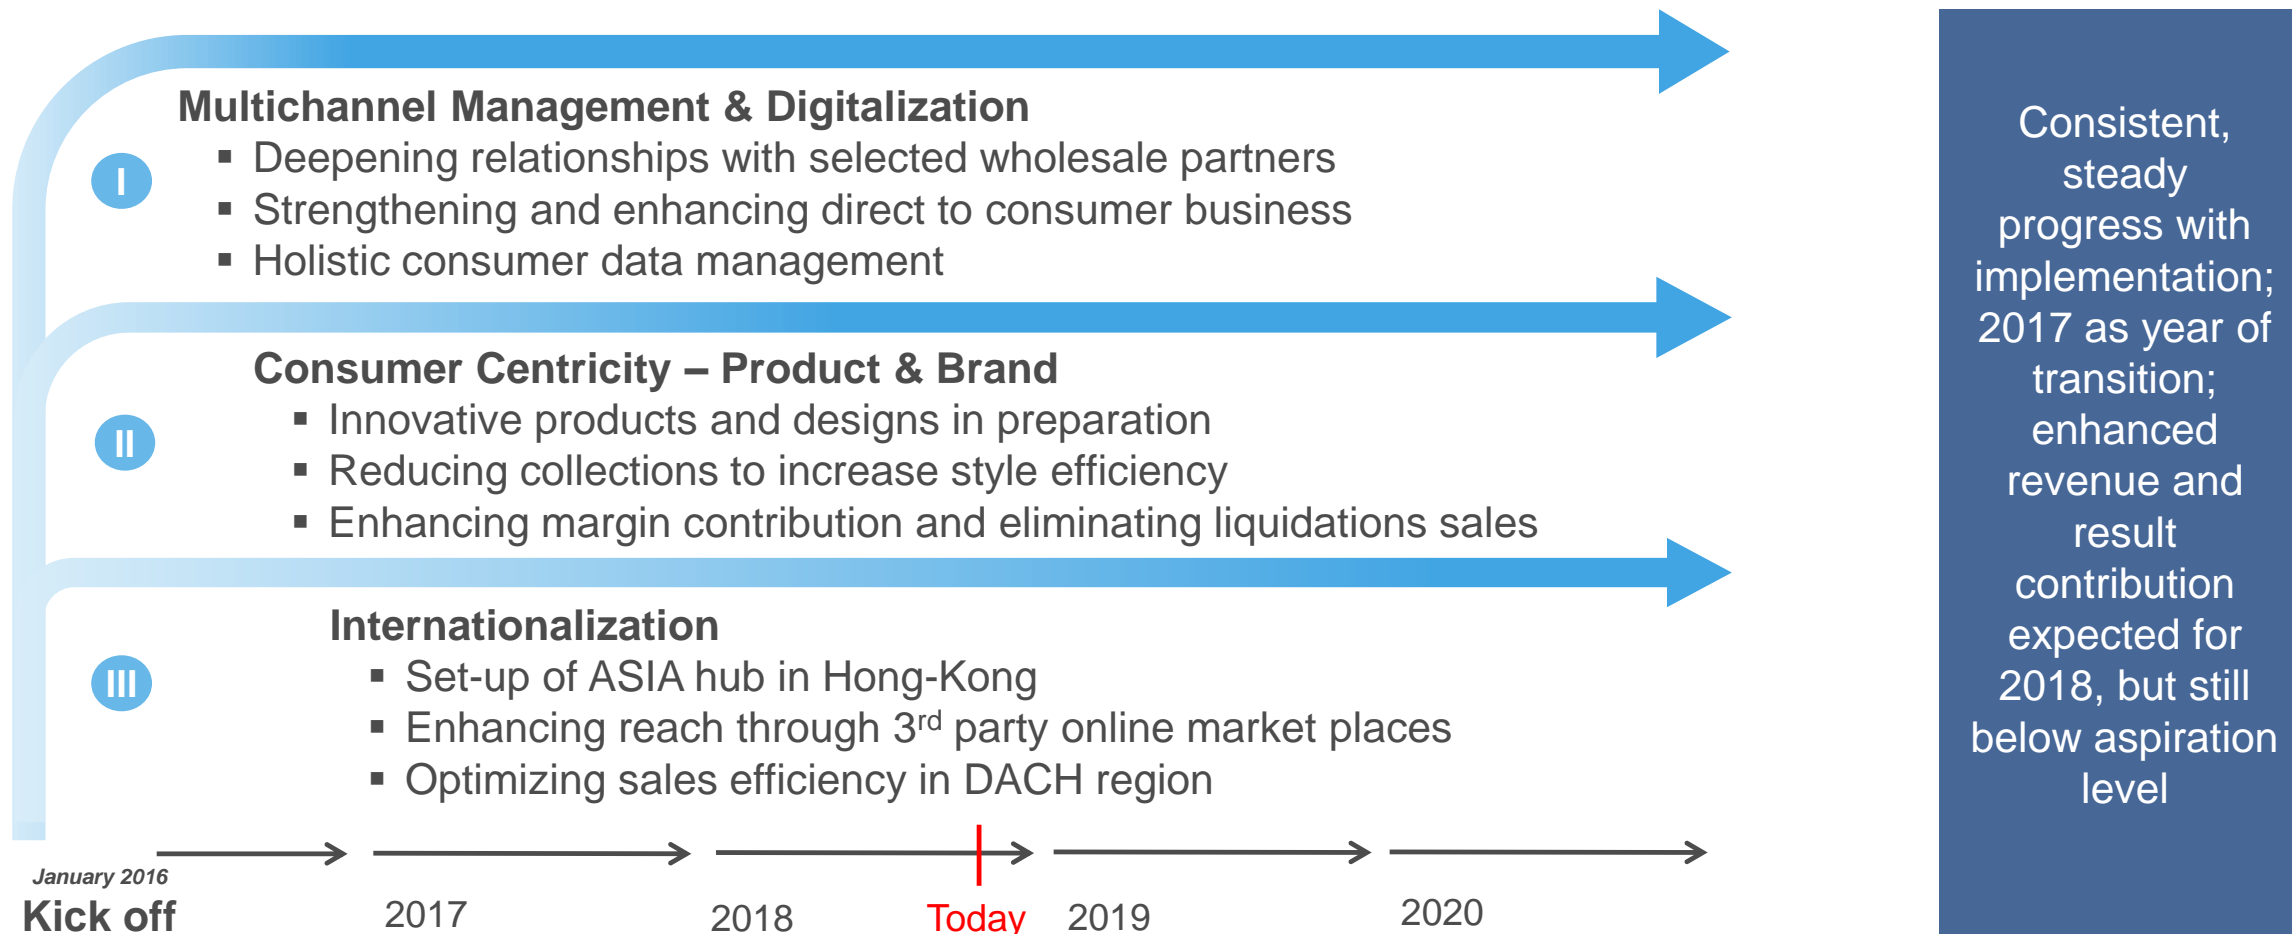 Multichannel Management & Digitalization
I
▪ Deepening relationships with selected wholesale partners
▪ Strengthening and enhancing direct to consumer business
▪ Holistic consumer data management
Consumer Centricity – Product & Brand
II
▪ Innovative products and designs in preparation
▪ Reducing collections to increase style efficiency
▪ Enhancing margin contribution and eliminating liquidations sales
Internationalization
III
▪ Set-up of ASIA hub in Hong-Kong
▪ Enhancing reach through 3rd party online market places
▪ Optimizing sales efficiency in DACH region
January 2016
Kick off
2017
2018
Today
2019
2020
Consistent,
steady
progress with
implementation;
2017 as year of
transition;
enhanced
revenue and
result
contribution
expected for
2018, but still
below aspiration
level